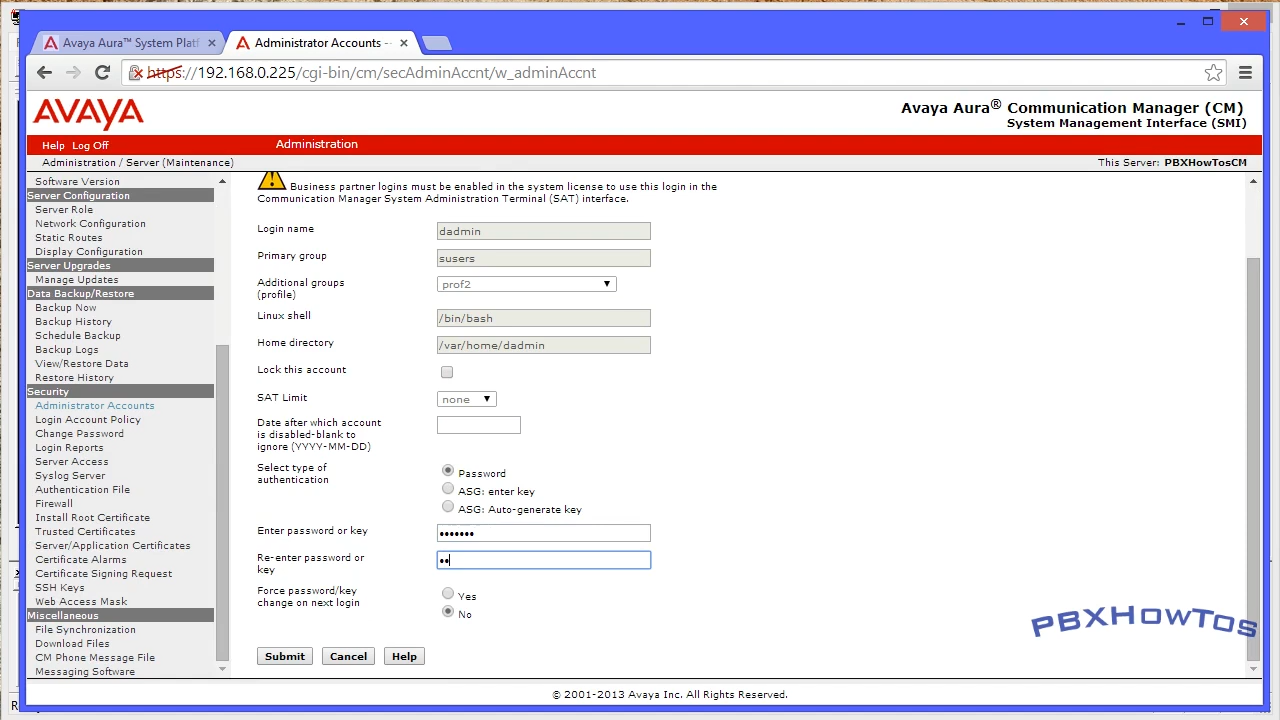 Avaya Aura™ System Platf
Administrator Accounts -
https://192.168.0.225/cgi-bin/cm/secAdminAccnt/w_adminAccnt
AVAYA
Avaya Aura® Communication Manager (CM)
System Management Interface (SMI)
Help Log Off
Administration
Administration / Server (Maintenance)
This Server: PBXHowTosCM
Software Version
Server Configuration
Server Role
Network Configuration
Static Routes
Display Configuration
Server Upgrades
Manage Updates
Data Backup/Restore
Backup Now
Backup History
Schedule Backup
Backup Logs
View/Restore Data
Restore History
Security
Administrator Accounts
Login Account Policy
Change Password
Login Reports
Server Access
Syslog Server
Authentication File
Firewall
Install Root Certificate
Trusted Certificates
Server/Application Certificates
Certificate Alarms
Certificate Signing Request
SSH Keys
Web Access Mask
Miscellaneous
File Synchronization
Download Files
CM Phone Message File
Messaging Software
Business partner logins must be enabled in the system license to use this login in the
Communication Manager System Administration Terminal (SAT) interface.
Login name
dadmin
Primary group
susers
Additional groups
(profile)
prof2
Linux shell
/bin/bash
Home directory
/var/home/dadmin
Lock this account
SAT Limit
none
Date after which account
is disabled-blank to
ignore (YYYY-MM-DD)
Select type of
authentication
Password
ASG: enter key
ASG: Auto-generate key
Enter password or key
•••••••
Re-enter password or
key
••
Force password/key
change on next login
Yes
No
Submit Cancel Help
PBXHowTos
© 2001-2013 Avaya Inc. All Rights Reserved.